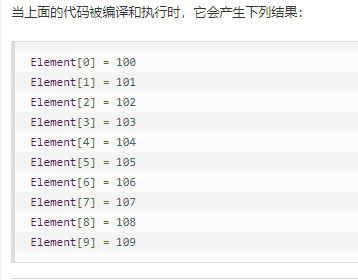 当上面的代码被编译和执行时，它会产生下列结果：
Element[0] = 100
Element[1] = 101
Element[2] = 102
Element[3] = 103
Element[4] = 104
Element[5] = 105
Element[6] = 106
Element[7] = 107
Element[8] = 108
Element[9] = 109